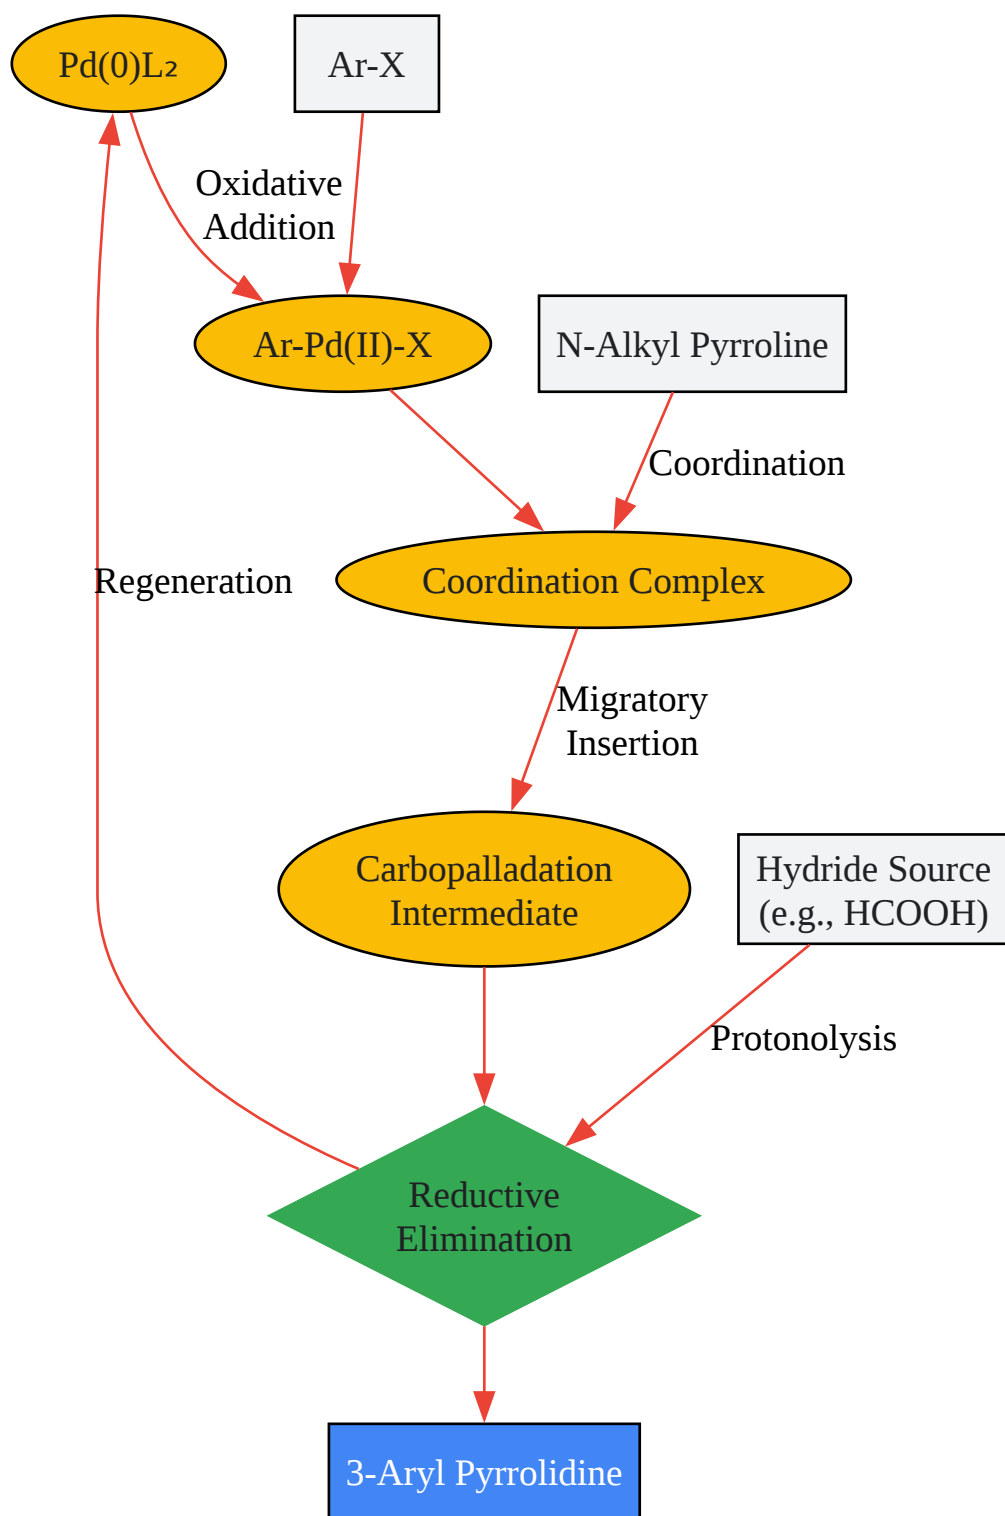 Pd(0)L₂
Ar-X
Oxidative
Addition
Ar-Pd(II)-X
N-Alkyl Pyrroline
Coordination
Regeneration
Coordination Complex
Migratory
Insertion
Carbopalladation
Intermediate
Hydride Source
(e.g., HCOOH)
Protonolysis
Reductive
Elimination
3-Aryl Pyrrolidine